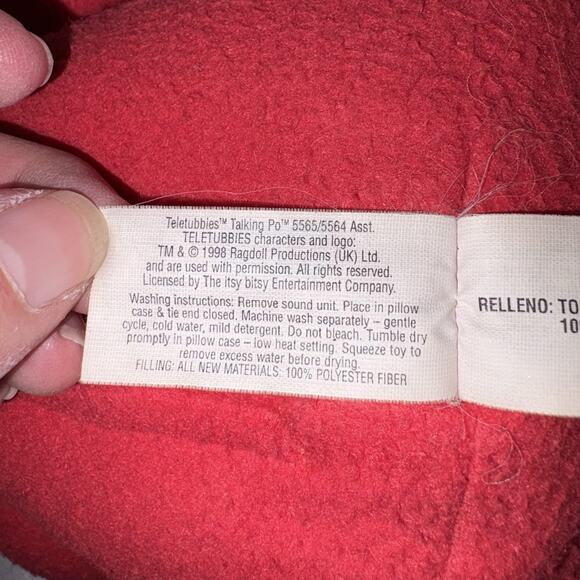 Teletubbies™ Talking Po™ 5565/5564 Asst.
TELETUBBIES characters and logo:
TM & © 1998 Ragdoll Productions (UK) Ltd.
and are used with permission. All rights reserved.
Licensed by The itsy bitsy Entertainment Company.
Washing instructions: Remove sound unit. Place in pillow
case & tie end closed. Machine wash separately – gentle
cycle, cold water, mild detergent. Do not bleach. Tumble dry
promptly in pillow case – low heat setting. Squeeze toy to
remove excess water before drying.
FILLING: ALL NEW MATERIALS: 100% POLYESTER FIBER
RELLENO: TO
10